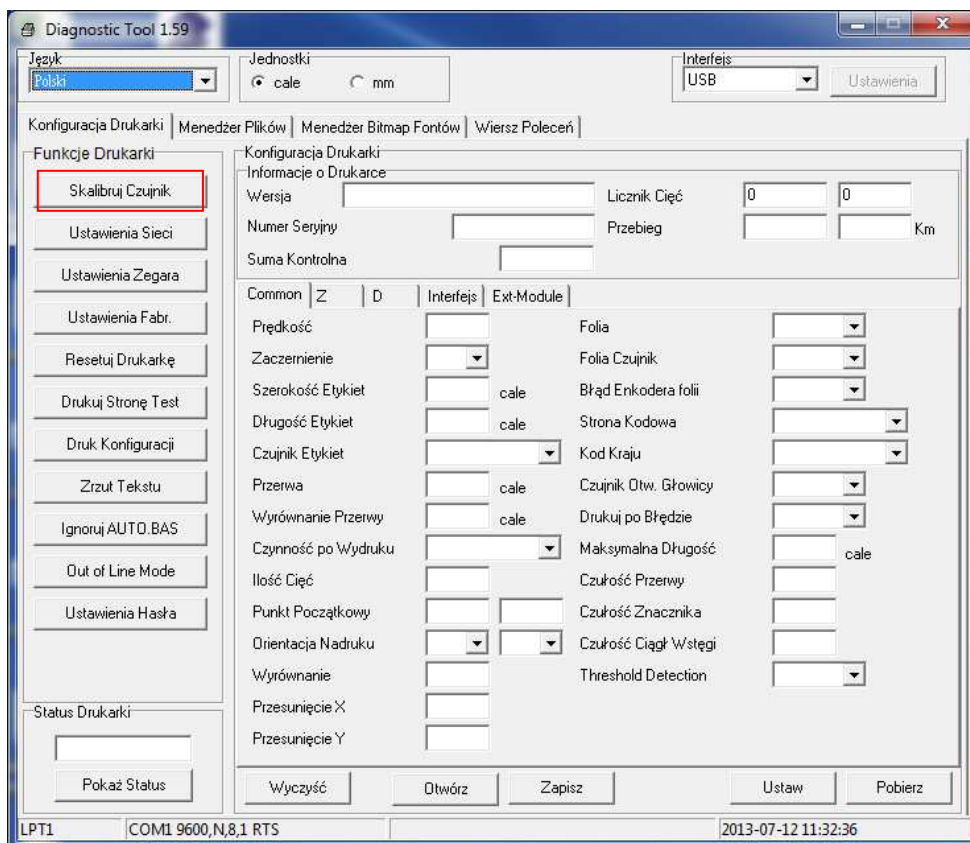 Diagnostic Tool 1.59
Język
Polski
Jednostki
cale
mm
Interfejs
USB
Ustawienia
Konfiguracja Drukarki
Menedżer Plików
Menedżer Bitmap Fontów
Wiersz Poleceń
Funkcje Drukarki
Skalibruj Czujnik
Ustawienia Sieci
Ustawienia Zegara
Ustawienia Fabr.
Resetuj Drukarkę
Drukuj Stronę Test
Druk Konfiguracji
Zrzut Tekstu
Ignoruj AUTO.BAS
Out of Line Mode
Ustawienia Hasła
Status Drukarki
Pokaż Status
Konfiguracja Drukarki
Informacje o Drukarce
Wersja
Licznik Cięć 0 0
Numer Seryjny
Przebieg Km
Suma Kontrolna
Common Z D Interfejs Ext-Module
Prędkość
Zaczernienie
Szerokość Etykiet cale
Długość Etykiet cale
Czujnik Etykiet
Przerwa cale
Wyrównanie Przerwy cale
Czynność po Wydruku
Ilość Cięć
Punkt Początkowy
Orientacja Nadruku
Wyrównanie
Przesunięcie X
Przesunięcie Y
Folia
Folia Czujnik
Błąd Enkodera folii
Strona Kodowa
Kod Kraju
Czujnik Otw. Głowicy
Drukuj po Błędzie
Maksymalna Długość cale
Czułość Przerwy
Czułość Znacznika
Czułość Ciągł Wstęgi
Threshold Detection
Wyczyść
Otwórz
Zapisz
Ustaw
Pobierz
LPT1
COM1 9600,N,8,1 RTS
2013-07-12 11:32:36